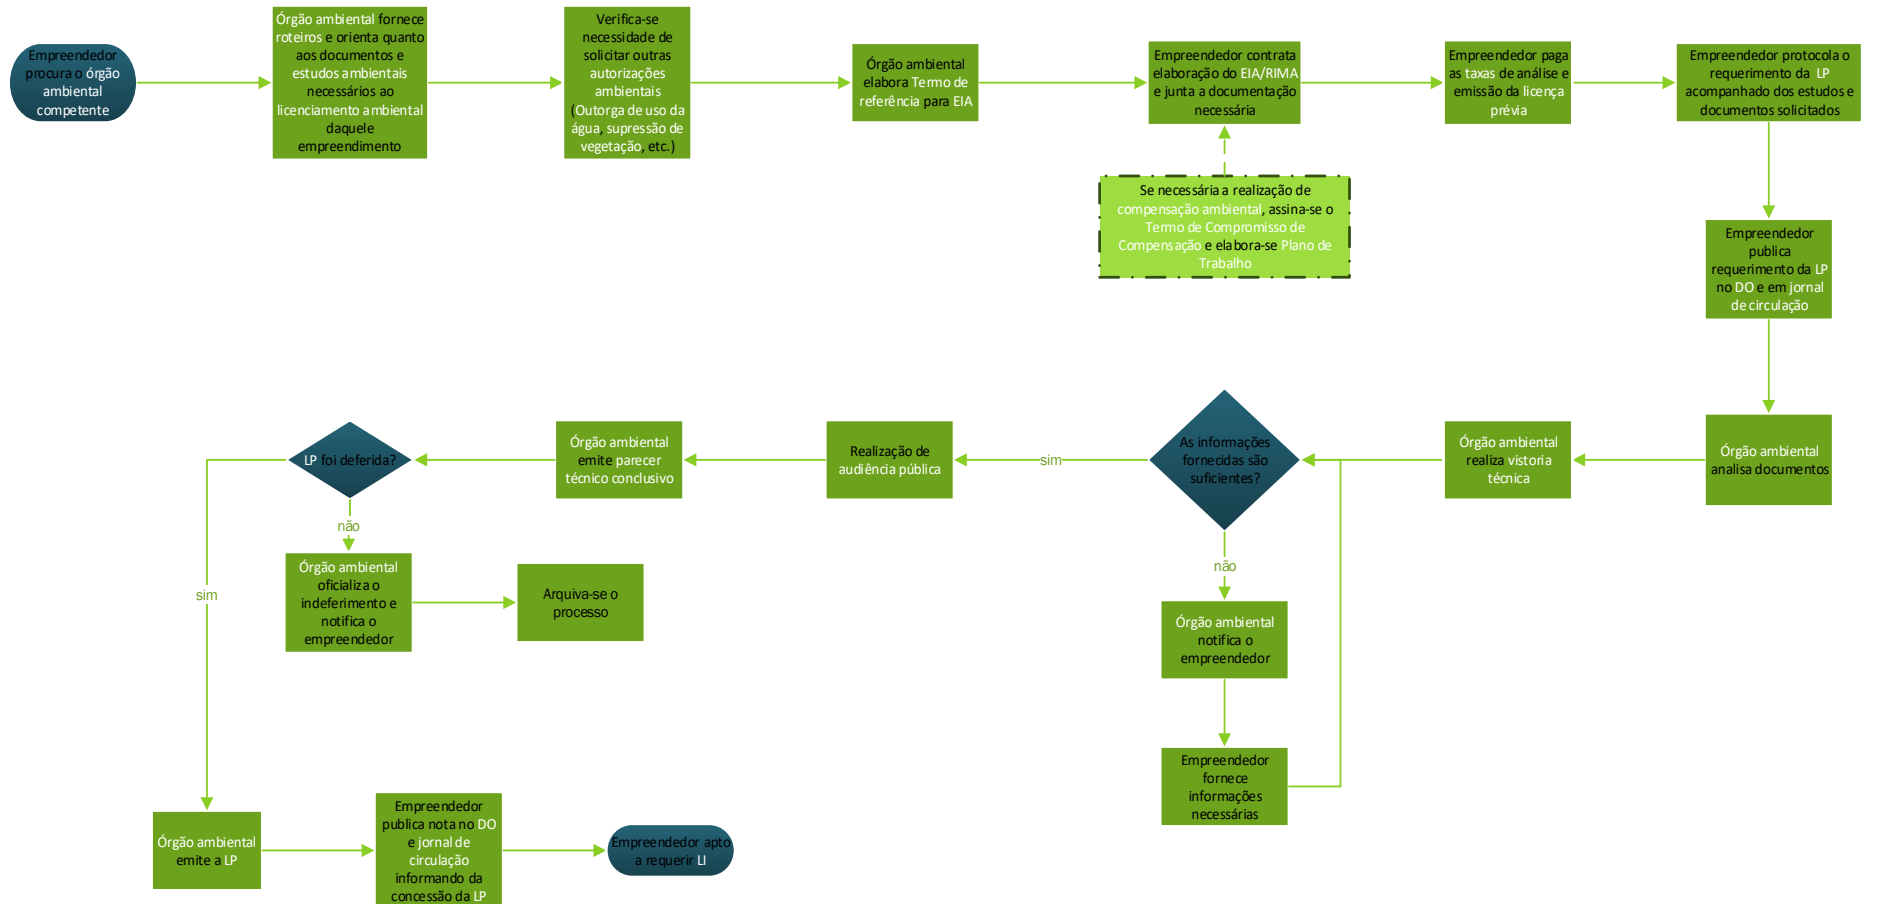 Empreendedor
procura o órgão
ambiental
competente
Órgão ambiental fornece
roteiros e orienta quanto
aos documentos e
estudos ambientais
necessários ao
licenciamento ambiental
daquele
empreendimento
Verifica-se
necessidade de
solicitar outras
autorizações
ambientais
(Outorga de uso da
água, supressão de
vegetação, etc.)
Órgão ambiental
elabora Termo de
referência para EIA
Empreendedor contrata
elaboração do EIA/RIMA
e junta a documentação
necessária
Empreendedor paga
as taxas de análise e
emissão da licença
prévia
Empreendedor protocola o
requerimento da LP
acompanhado dos estudos e
documentos solicitados
Se necessária a realização de
compensação ambiental, assina-se o
Termo de Compromisso de
Compensação e elabora-se Plano de
Trabalho
Empreendedor
publica
requerimento da LP
no DO e em jornal
de circulação
Órgão ambiental
analisa documentos
Órgão ambiental
realiza vistoria
técnica
As informações
fornecidas são
suficientes?
sim
Realização de
audiência pública
Órgão ambiental
emite parecer
técnico conclusivo
LP foi deferida?
não
Órgão ambiental
oficializa o
indeferimento e
notifica o
empreendedor
Arquiva-se o
processo
não
Órgão ambiental
notifica o
empreendedor
Empreendedor
fornece
informações
necessárias
sim
Órgão ambiental
emite a LP
Empreendedor
publica nota no DO
e jornal de
circulação
informando da
concessão da LP
Empreendedor apto
a requerir LI